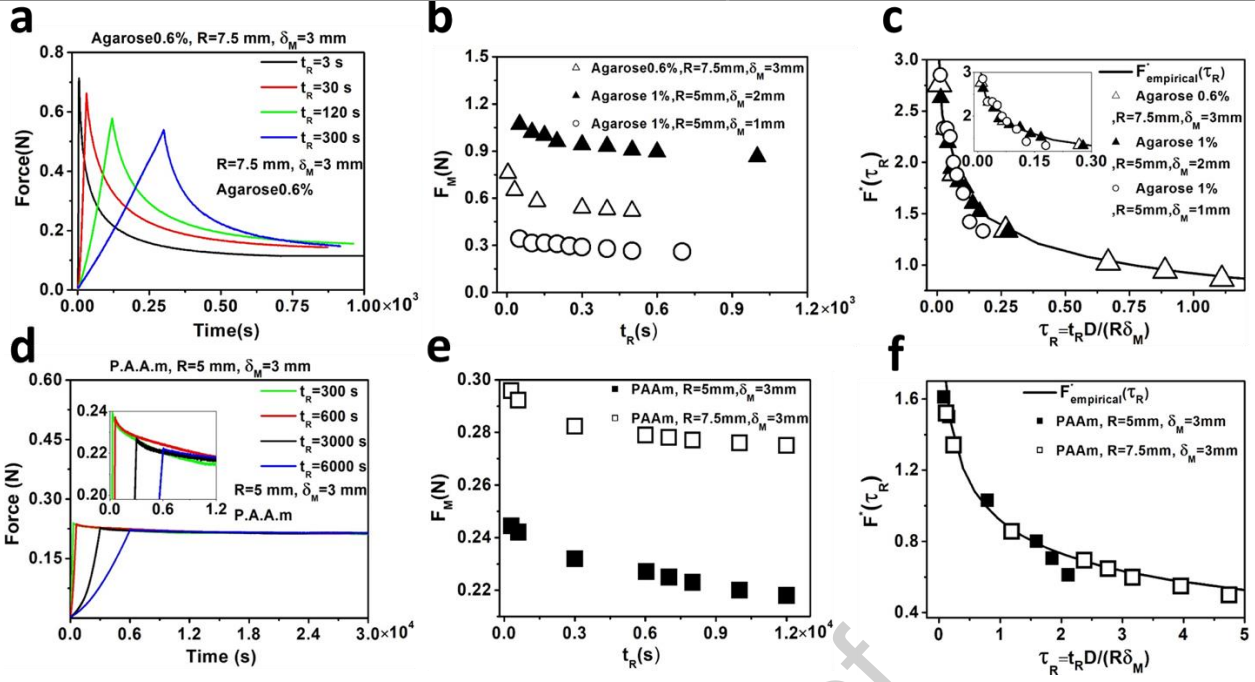 a
Agarose0.6%, R=7.5 mm, δM=3 mm
tR=3 s
tR=30 s
tR=120 s
tR=300 s
R=7.5 mm, δM=3 mm
Agarose0.6%
0.8
0.6
0.4
0.2
0.0
Force(N)
0.00 0.25 0.50 0.75 1.00×10³
Time(s)
b
Agarose0.6%,R=7.5mm,δM=3mm
Agarose 1%,R=5mm,δM=2mm
Agarose 1%,R=5mm,δM=1mm
1.5
1.2
0.9
0.6
0.3
0.0
FM(N)
0.0 0.3 0.6 0.9 1.2×10³
tR(s)
c
F*empirical(τR)
Agarose 0.6%
,R=7.5mm,δM=3mm
Agarose 1%
,R=5mm,δM=2mm
Agarose 1%
,R=5mm,δM=1mm
3
2
0.00 0.15 0.30
3.0
2.5
2.0
1.5
1.0
F*(τR)
0.00 0.25 0.50 0.75 1.00
τR=tRD/(RδM)
d
P.A.A.m, R=5 mm, δM=3 mm
tR=300 s
tR=600 s
tR=3000 s
tR=6000 s
R=5 mm, δM=3 mm
P.A.A.m
0.24
0.22
0.20
0.0 0.6 1.2
0.60
0.45
0.30
0.15
Force (N)
0.0 0.6 1.2 1.8 2.4 3.0×10⁴
Time (s)
e
PAAm, R=5mm,δM=3mm
PAAm, R=7.5mm,δM=3mm
0.30
0.28
0.26
0.24
0.22
FM(N)
0.0 0.3 0.6 0.9 1.2×10⁴
tR(s)
f
F*empirical(τR)
PAAm, R=5mm, δM=3mm
PAAm, R=7.5mm, δM=3mm
1.6
1.2
0.8
0.4
F*(τR)
0 1 2 3 4 5
τR=tRD/(RδM)